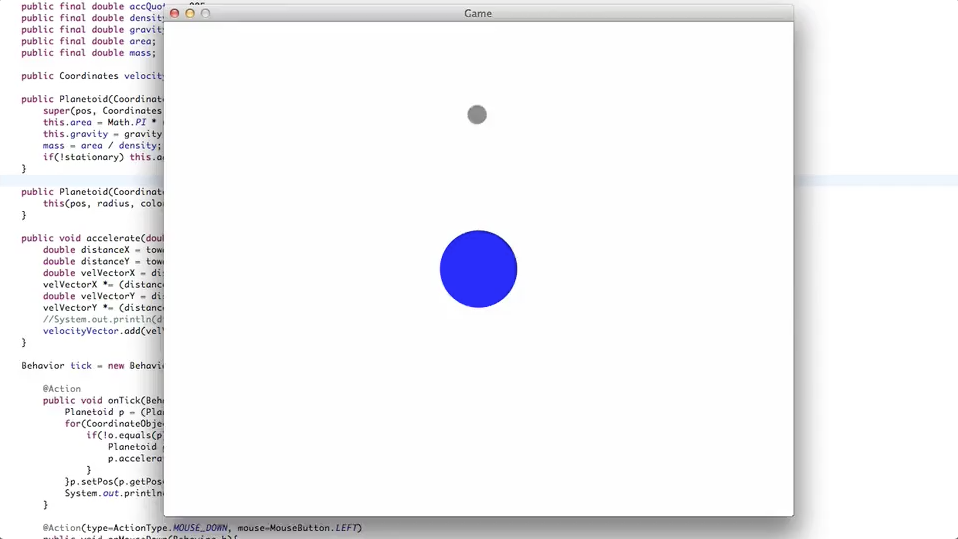 public final double accQuo
Game
public final double density
public final double gravity
public final double area;
public final double mass;
public Coordinates velocity
public Planetoid(Coordinate
super(pos, Coordinates
this.area = Math.PI *
this.gravity = gravity
mass = area / density;
if(!stationary) this.a
}
public Planetoid(Coordinate
this(pos, radius, colo
}
public void accelerate(doub
double distanceX = tow
double distanceY = tow
double velVectorX = di
velVectorX *= (distanc
double velVectorY = di
velVectorY *= (distanc
//System.out.println(d
velocityVector.add(vel
}
Behavior tick = new Behavi
@Action
public void onTick(Beh
Planetoid p = (Plan
for(CoordinateObje
if(!o.equals(p
Planetoid
p.accelera
}
}p.setPos(p.getPos
System.out.println
}
@Action(type=ActionType.MOUSE_DOWN, mouse=MouseButton.LEFT)